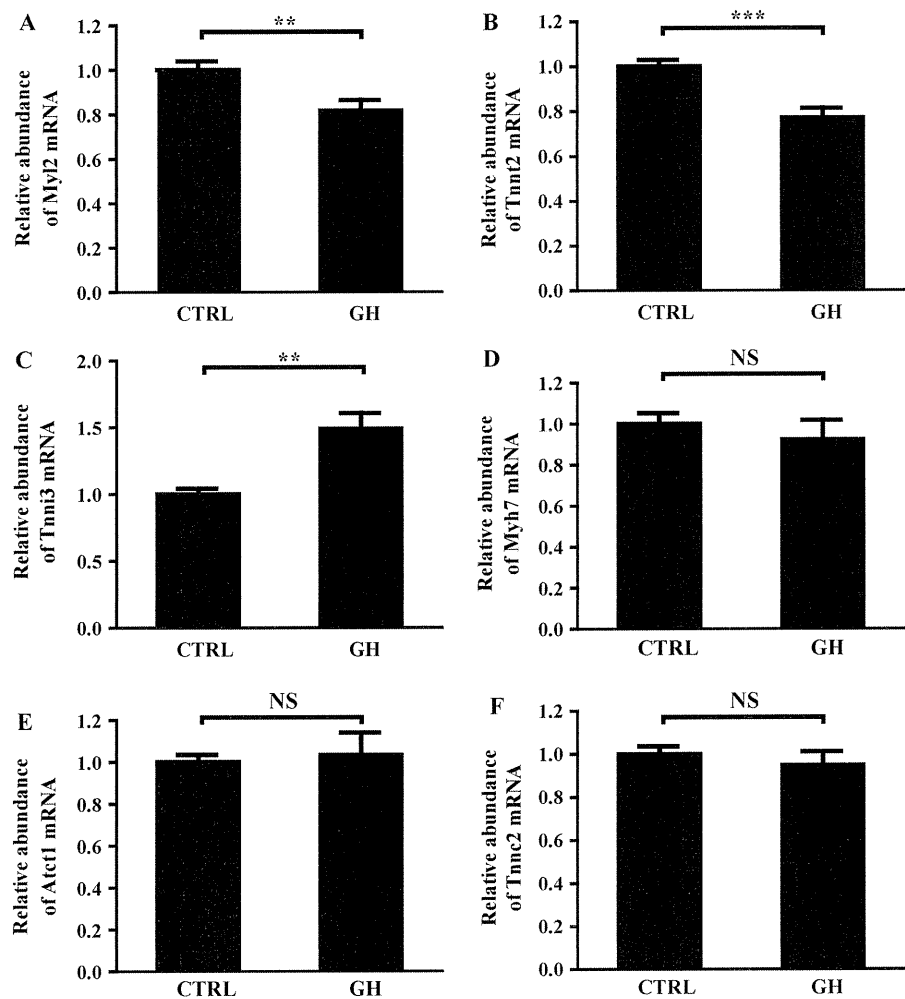 A
**
Relative abundance
of Myl2 mRNA
1.2
1.0
0.8
0.6
0.4
0.2
0.0
CTRL GH
B
***
Relative abundance
of Tnnt2 mRNA
1.2
1.0
0.8
0.6
0.4
0.2
0.0
CTRL GH
C
**
Relative abundance
of Tnni3 mRNA
2.0
1.5
1.0
0.5
0.0
CTRL GH
D
NS
Relative abundance
of Myh7 mRNA
1.2
1.0
0.8
0.6
0.4
0.2
0.0
CTRL GH
E
NS
Relative abundance
of Atct1 mRNA
1.2
1.0
0.8
0.6
0.4
0.2
0.0
CTRL GH
F
NS
Relative abundance
of Tnnc2 mRNA
1.2
1.0
0.8
0.6
0.4
0.2
0.0
CTRL GH